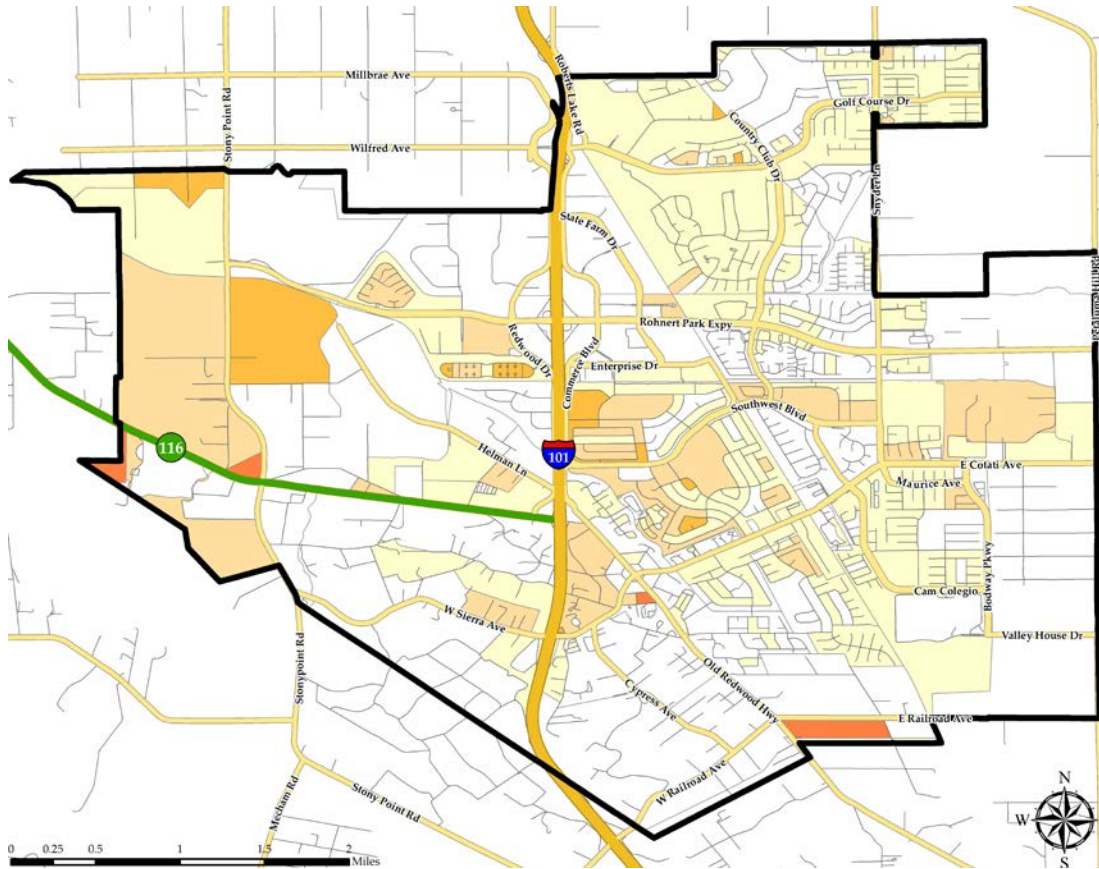 Millbrae Ave
Stony Point Rd
Roberts Lake Rd
Golf Course Dr
Country Club Dr
Wilfred Ave
Snyder Ln
State Farm Dr
Rohnert Park Expy
Redwood Dr
Commerce Blvd
Enterprise Dr
Southwest Blvd
116
Helman Ln
101
E Cotati Ave
Maurice Ave
Bodway Pkwy
Cam Colegio
W Sierra Ave
Valley House Dr
Stonypoint Rd
Old Redwood Hwy
Cypress Ave
E Railroad Ave
W Railroad Ave
Stony Point Rd
Mecham Rd
N
W
S
0 0.25 0.5 1 1.5 2
Miles